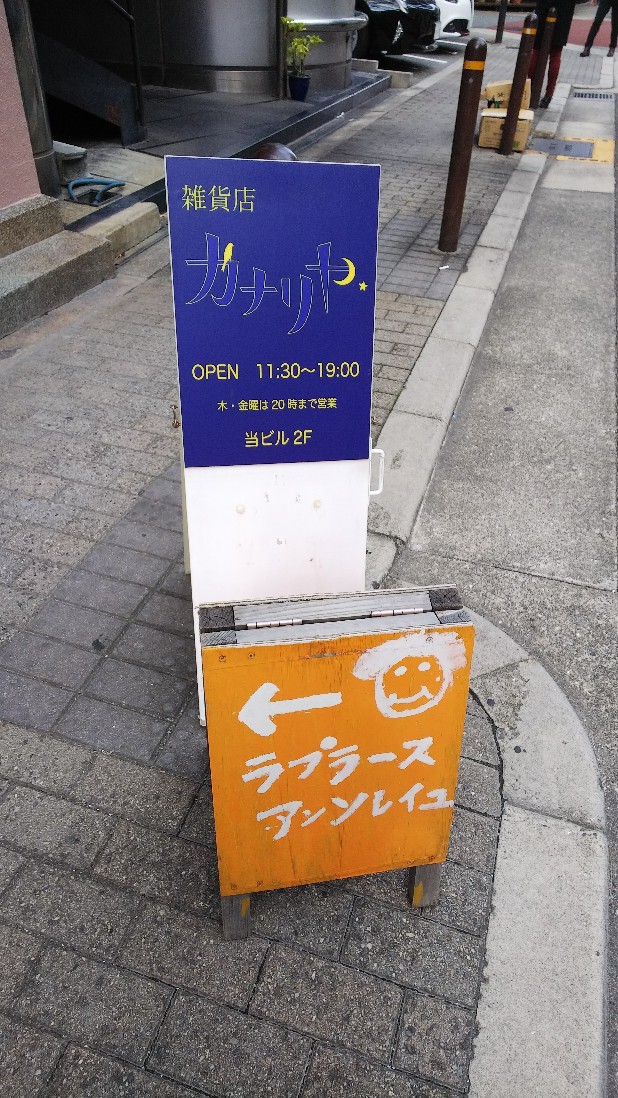 雑貨店
カナリヤ
OPEN 11:30〜19:00
木・金曜は20時まで営業
当ビル2F
ラプラース
アンソレイユ